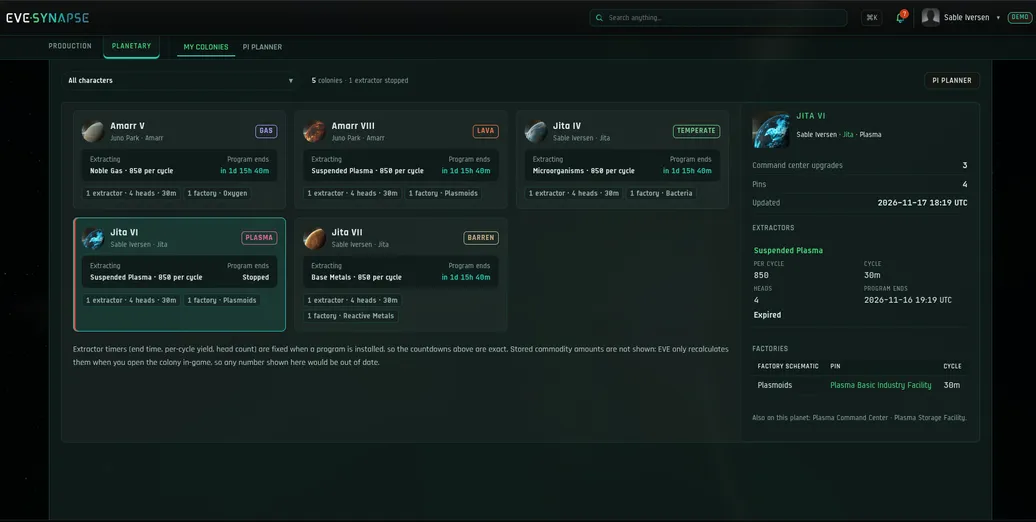 EVE·SYNAPSE
Search anything...
⌘K
7
Sable Iversen
DEMO
PRODUCTION
PLANETARY
MY COLONIES
PI PLANNER
All characters
5 colonies · 1 extractor stopped
PI PLANNER
Amarr V
Juno Park · Amarr
GAS
Extracting
Program ends
Noble Gas · 850 per cycle
in 1d 15h 40m
1 extractor · 4 heads · 30m
1 factory · Oxygen
Amarr VIII
Juno Park · Amarr
LAVA
Extracting
Program ends
Suspended Plasma · 850 per cycle
in 1d 15h 40m
1 extractor · 4 heads · 30m
1 factory · Plasmoids
Jita IV
Sable Iversen · Jita
TEMPERATE
Extracting
Program ends
Microorganisms · 850 per cycle
in 1d 15h 40m
1 extractor · 4 heads · 30m
1 factory · Bacteria
Jita VI
Sable Iversen · Jita
PLASMA
Extracting
Program ends
Suspended Plasma · 850 per cycle
Stopped
1 extractor · 4 heads · 30m
1 factory · Plasmoids
Jita VII
Sable Iversen · Jita
BARREN
Extracting
Program ends
Base Metals · 850 per cycle
in 1d 15h 40m
1 extractor · 4 heads · 30m
1 factory · Reactive Metals
Extractor timers (end time, per-cycle yield, head count) are fixed when a program is installed, so the countdowns above are exact. Stored commodity amounts are not shown: EVE only recalculates
them when you open the colony in-game, so any number shown here would be out of date.
JITA VI
Sable Iversen · Jita · Plasma
Command center upgrades
3
Pins
4
Updated
2026-11-17 18:19 UTC
EXTRACTORS
Suspended Plasma
PER CYCLE
CYCLE
850
30m
HEADS
PROGRAM ENDS
4
2026-11-16 19:19 UTC
Expired
FACTORIES
FACTORY SCHEMATIC
PIN
CYCLE
Plasmoids
Plasma Basic Industry Facility
30m
Also on this planet: Plasma Command Center · Plasma Storage Facility.